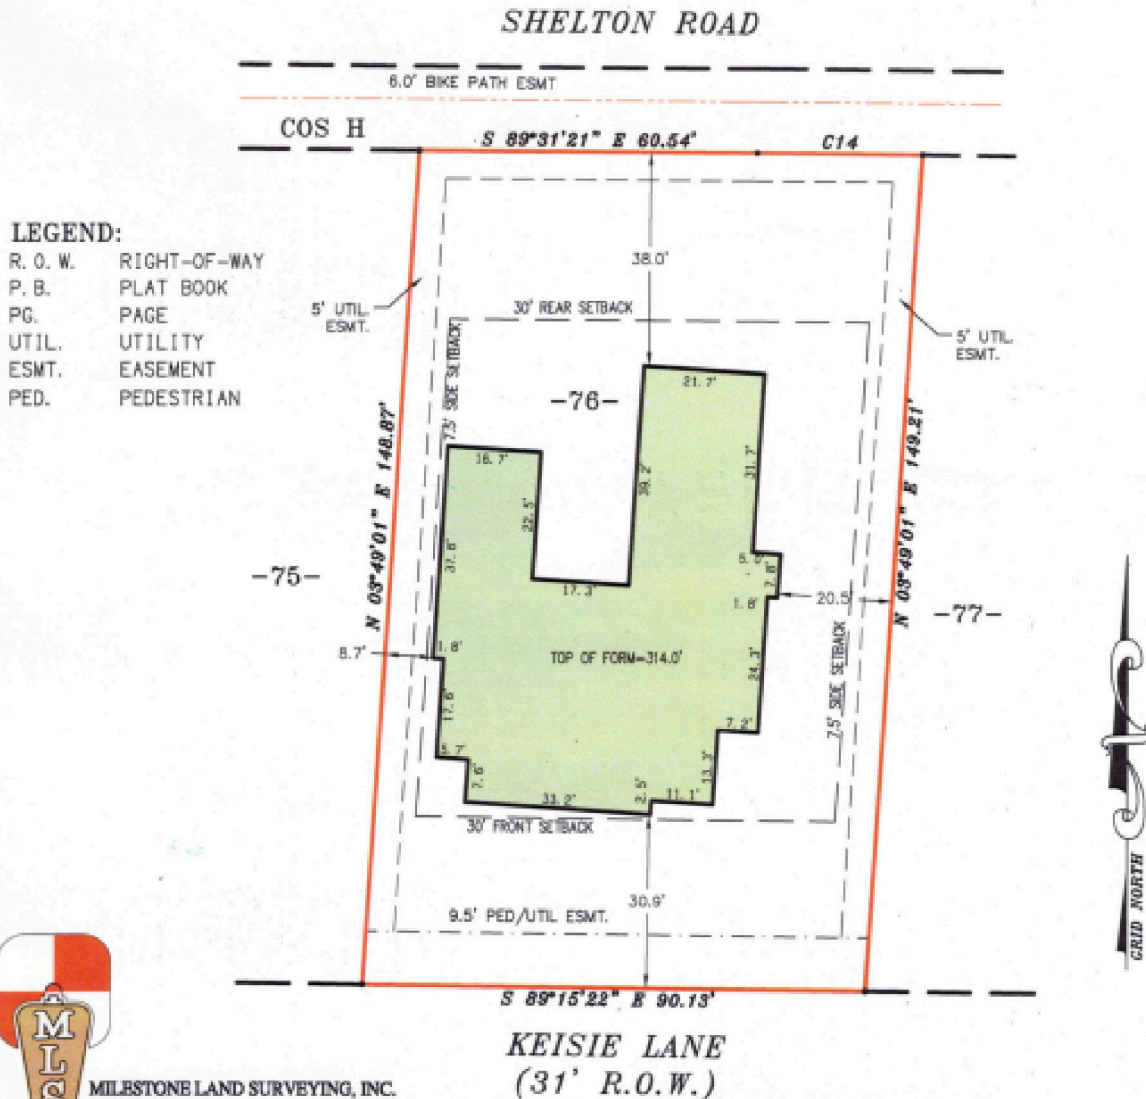 SHELTON ROAD
6.0' BIKE PATH ESMT
COS H
S 89°31'21" E 60.54'
C14
LEGEND:
R.O.W. RIGHT-OF-WAY
P.B. PLAT BOOK
PG. PAGE
UTIL. UTILITY
ESMT. EASEMENT
PED. PEDESTRIAN
5' UTIL.
ESMT.
38.0'
30' REAR SETBACK
5' UTIL.
ESMT.
7.5' SIDE SETBACK
-76-
21.7'
N 03°49'01" E 148.87'
16.7'
22.5'
39.2'
31.7'
N 03°49'01" E 149.21'
37.8'
17.3'
7.8'
1.8'
20.5'
-75-
-77-
8.7'
1.8'
TOP OF FORM=314.0'
24.3'
7.5' SIDE SETBACK
17.6'
5.7'
7.6'
33.2'
2.5'
11.1'
13.3'
7.2'
30' FRONT SETBACK
30.9'
9.5' PED/UTIL ESMT.
S 89°15'22" E 90.13'
KEISIE LANE
(31' R.O.W.)
GRID NORTH
MLS
MILESTONE LAND SURVEYING, INC.